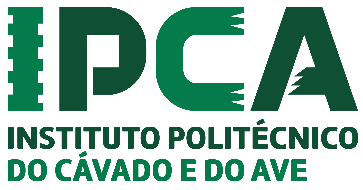 IPCA
INSTITUTO POLITÉCNICO
DO CÁVADO E DO AVE